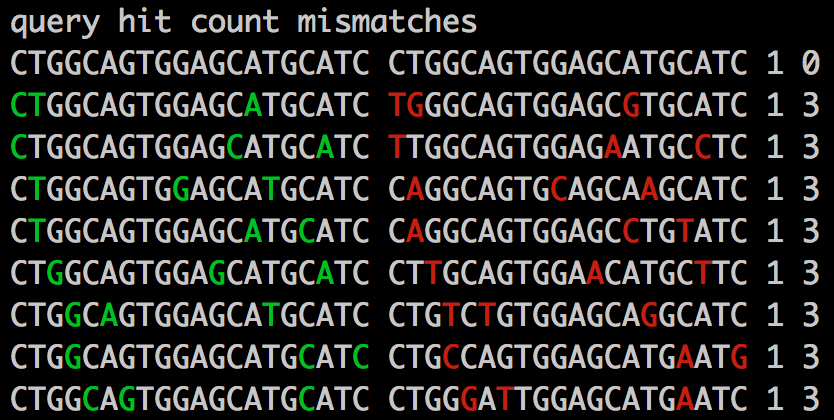 query hit count mismatches
CTGGCAGTGGAGCATGCATC CTGGCAGTGGAGCATGCATC 1 0
CTGGCAGTGGAGCATGCATC TGGGCAGTGGAGCGTGCATC 1 3
CTGGCAGTGGAGCATGCATC TTGGCAGTGGAGAATGCCTC 1 3
CTGGCAGTGGAGCATGCATC CAGGCAGTGCAGCAAGCATC 1 3
CTGGCAGTGGAGCATGCATC CAGGCAGTGGAGCCTGTATC 1 3
CTGGCAGTGGAGCATGCATC CTTGCAGTGGAACATGCTTC 1 3
CTGGCAGTGGAGCATGCATC CTGTCTGTGGAGCAGGCATC 1 3
CTGGCAGTGGAGCATGCATC CTGCCAGTGGAGCATGAATG 1 3
CTGGCAGTGGAGCATGCATC CTGGGATTGGAGCATGAATC 1 3